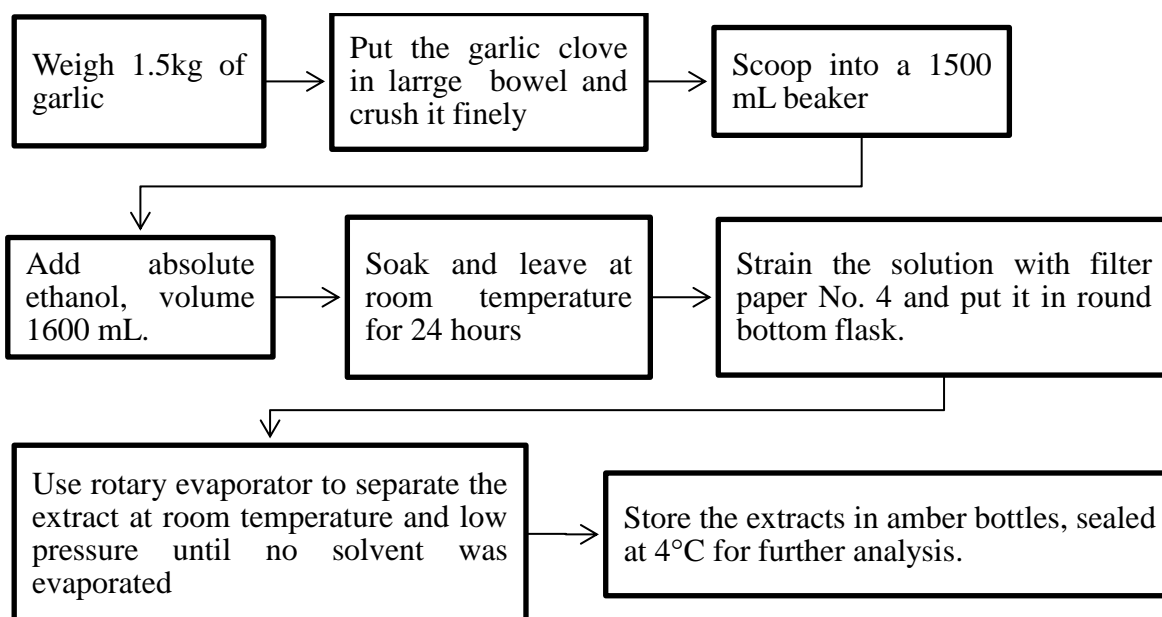 Weigh 1.5kg of
garlic
Put the garlic clove
in larrge bowel and
crush it finely
Scoop into a 1500
mL beaker
Add absolute
ethanol, volume
1600 mL.
Soak and leave at
room temperature
for 24 hours
Strain the solution with filter
paper No. 4 and put it in round
bottom flask.
Use rotary evaporator to separate the
extract at room temperature and low
pressure until no solvent was
evaporated
Store the extracts in amber bottles, sealed
at 4°C for further analysis.